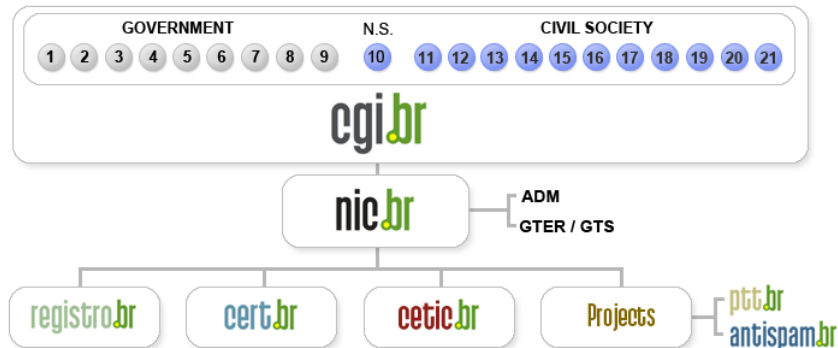 GOVERNMENT N.S. CIVIL SOCIETY
1 2 3 4 5 6 7 8 9 10 11 12 13 14 15 16 17 18 19 20 21
cgi.br
nic.br
ADM
GTER / GTS
registro.br cert.br cetic.br Projects
ptt.br
antispam.br